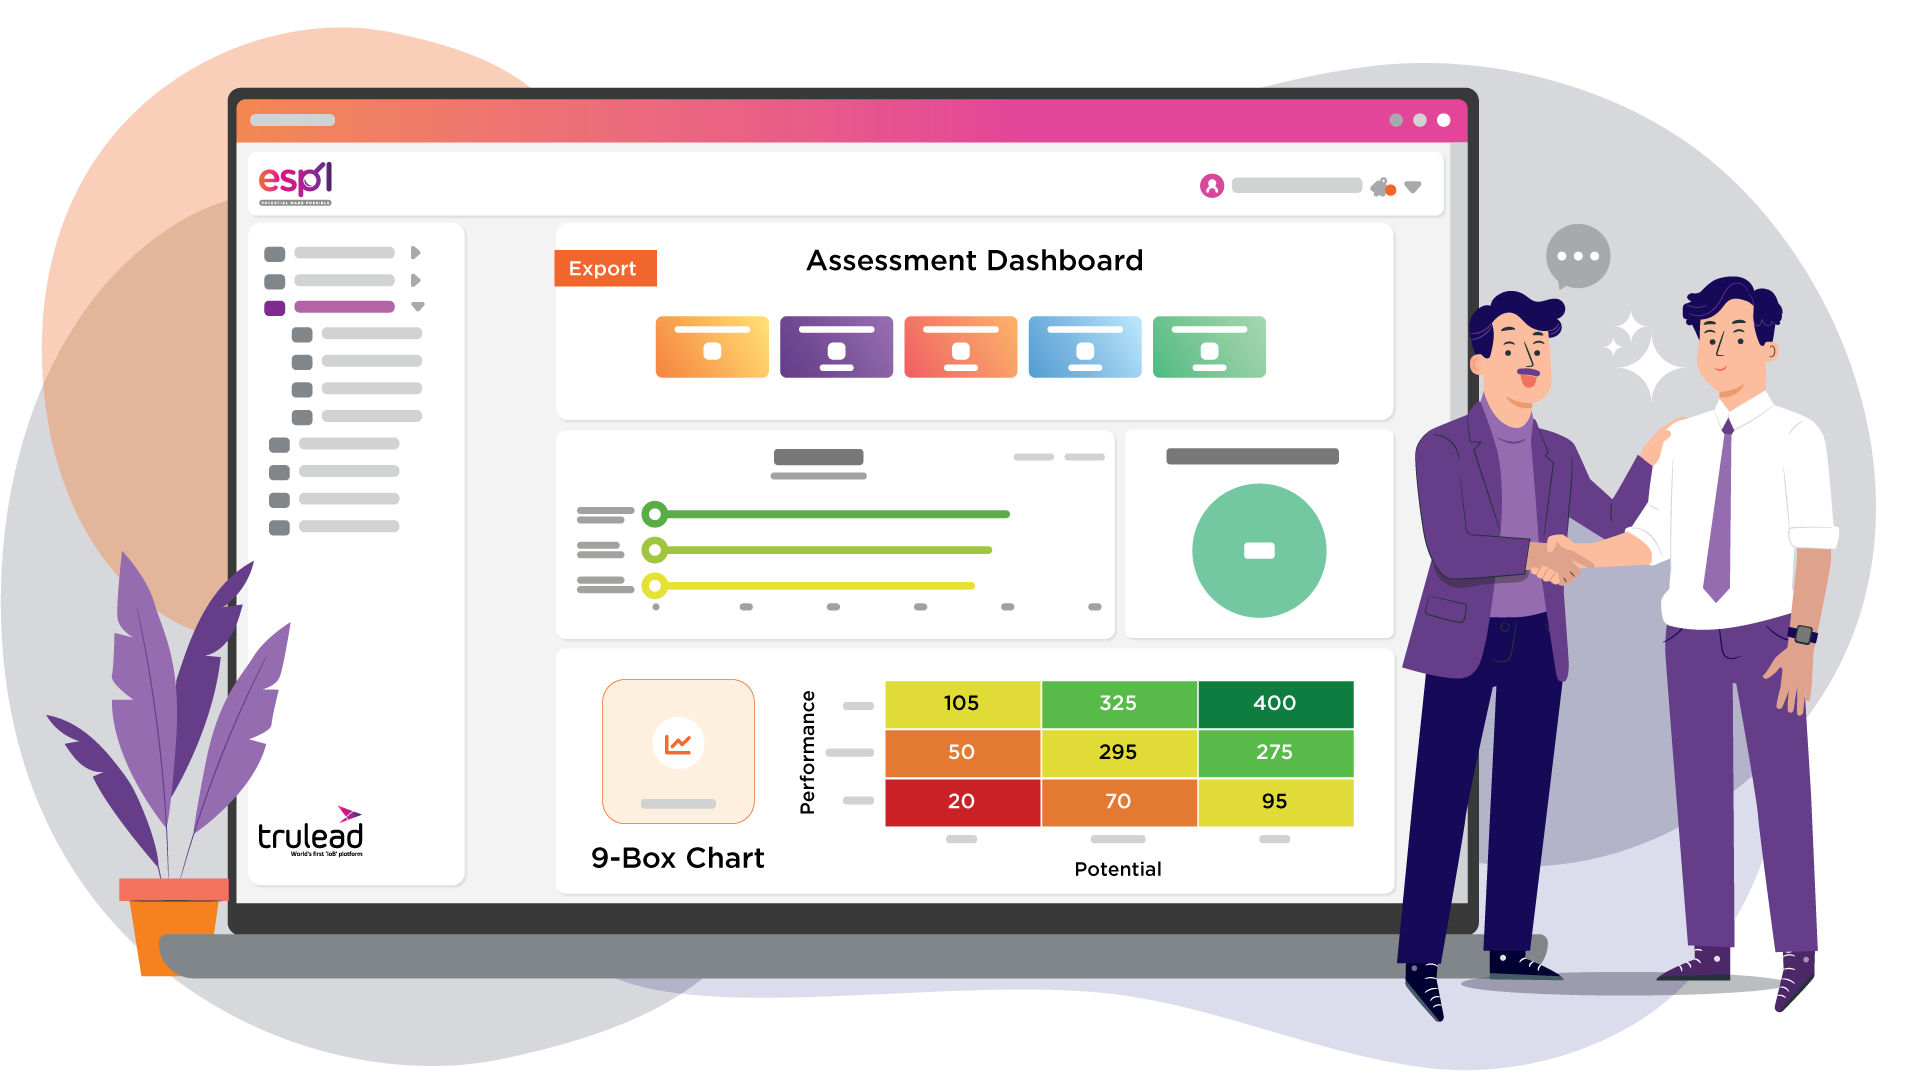 espl
POTENTIAL MADE POSSIBLE
Export
Assessment Dashboard
trulead
World's first 'IoB' platform
9-Box Chart
Performance
105 325 400
50 295 275
20 70 95
Potential